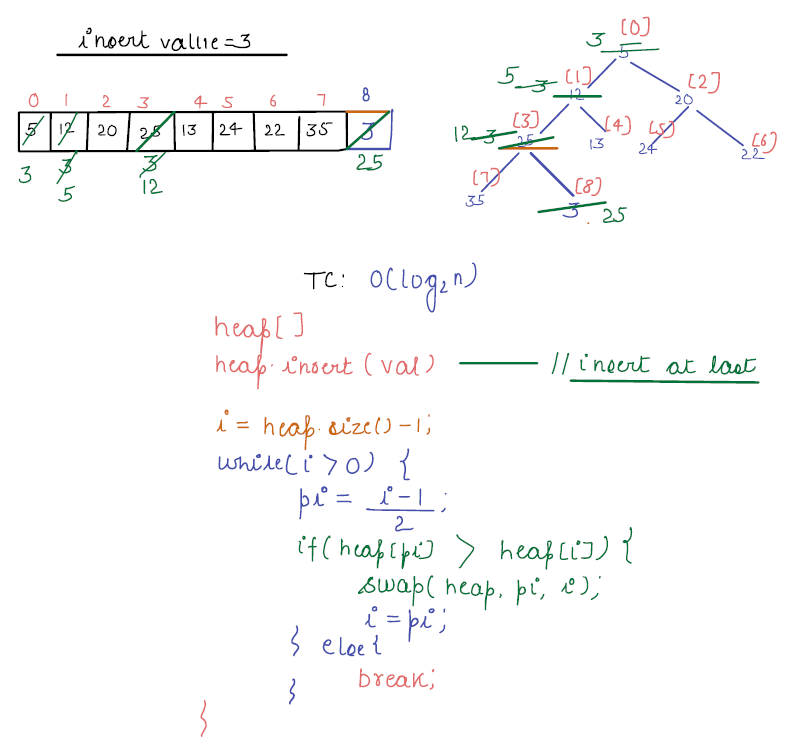 insert value=3
0 1 2 3 4 5 6 7 8
5 12 20 25 13 24 22 35 3
3 3 3 25
5 12
3 [0]
5
5 3 [1] [2]
12 20
12 3 [3] [4] [5] [6]
25 13 24 22
[7] [8]
35 3 25
TC: O(log2n)
heap[]
heap.insert(val) // insert at last
i = heap.size()-1;
while(i > 0) {
pi = i-1
2 ;
if(heap[pi] > heap[i]) {
swap(heap, pi, i);
i = pi;
} else{
break;
}
}